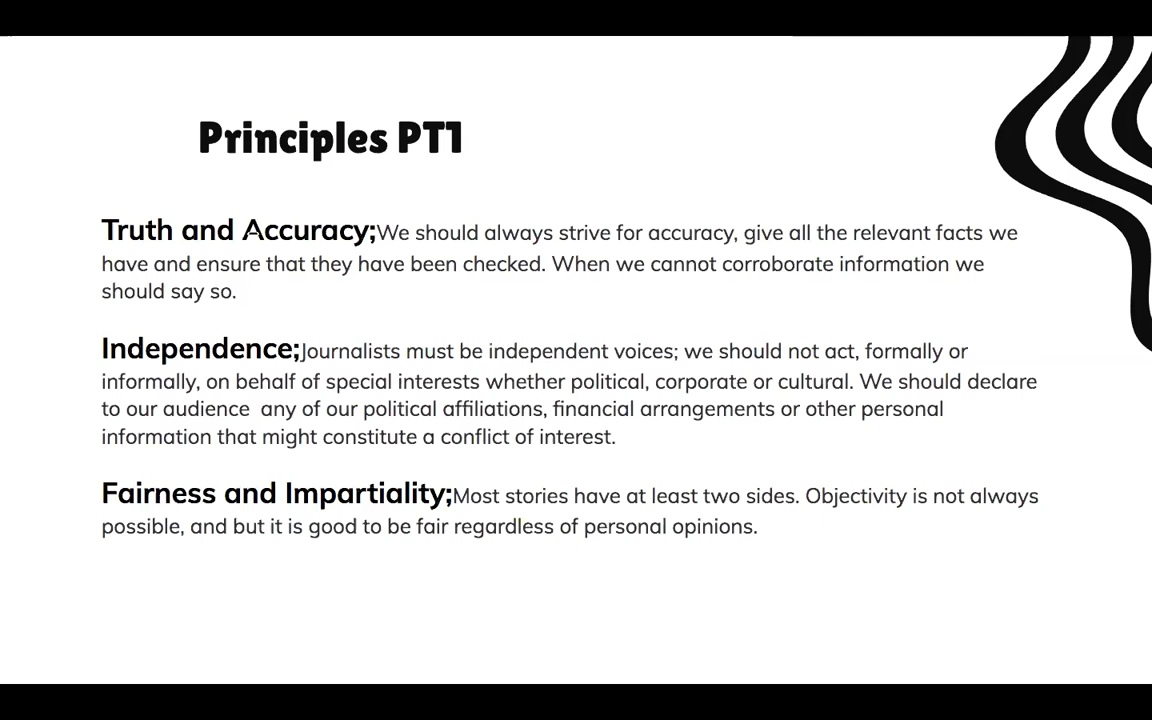 Principles PT1
Truth and Accuracy;We should always strive for accuracy, give all the relevant facts we
have and ensure that they have been checked. When we cannot corroborate information we
should say so.
Independence;Journalists must be independent voices; we should not act, formally or
informally, on behalf of special interests whether political, corporate or cultural. We should declare
to our audience  any of our political affiliations, financial arrangements or other personal
information that might constitute a conflict of interest.
Fairness and Impartiality;Most stories have at least two sides. Objectivity is not always
possible, and but it is good to be fair regardless of personal opinions.